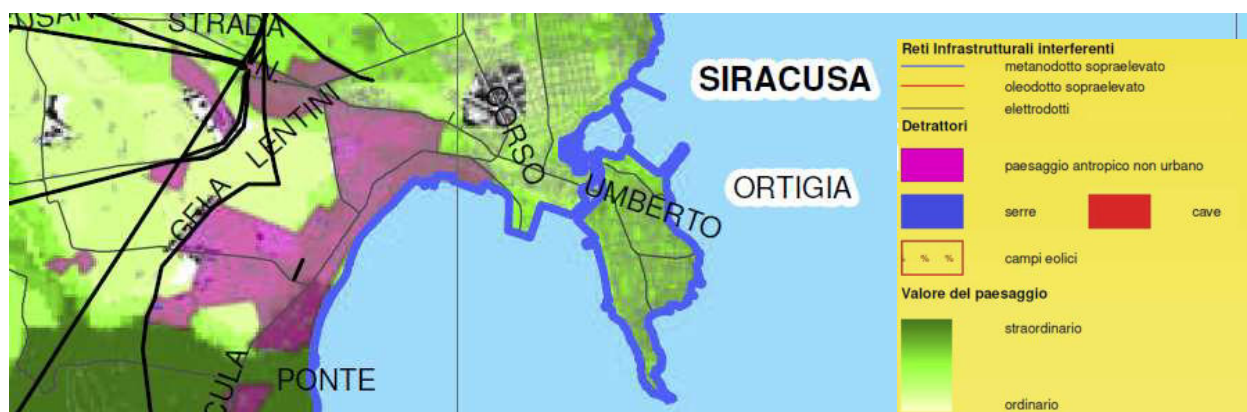 STRADA
N.
LENTINI
GELA
CORSO
UMBERTO
SIRACUSA
ORTIGIA
PONTE
Reti Infrastrutturali interferenti
metanodotto sopraelevato
oleodotto sopraelevato
elettrodotti
Detrattori
paesaggio antropico non urbano
serre
cave
% %
campi eolici
Valore del paesaggio
straordinario
ordinario